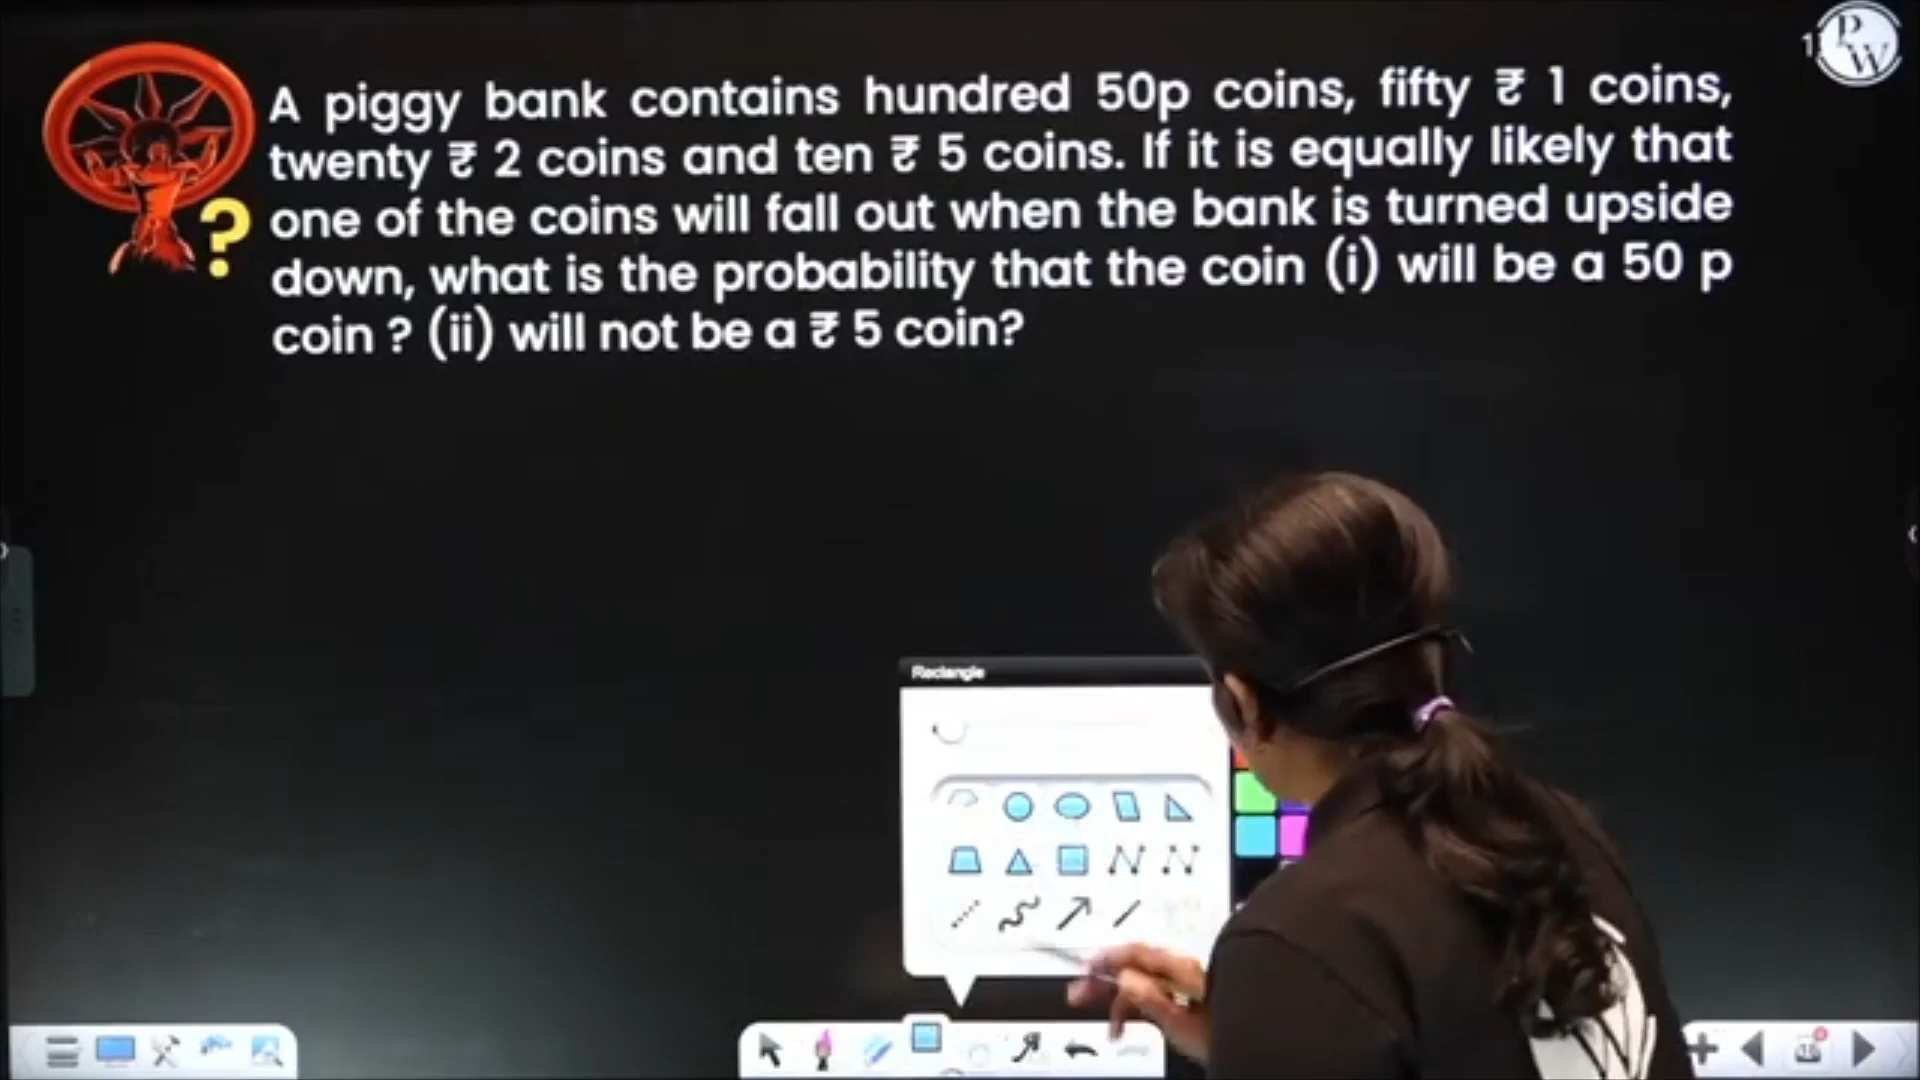 A piggy bank contains hundred 50p coins, fifty ₹ 1 coins,
twenty ₹ 2 coins and ten ₹ 5 coins. If it is equally likely that
one of the coins will fall out when the bank is turned upside
down, what is the probability that the coin (i) will be a 50 p
coin ? (ii) will not be a ₹ 5 coin?
?
PW
Rectangle